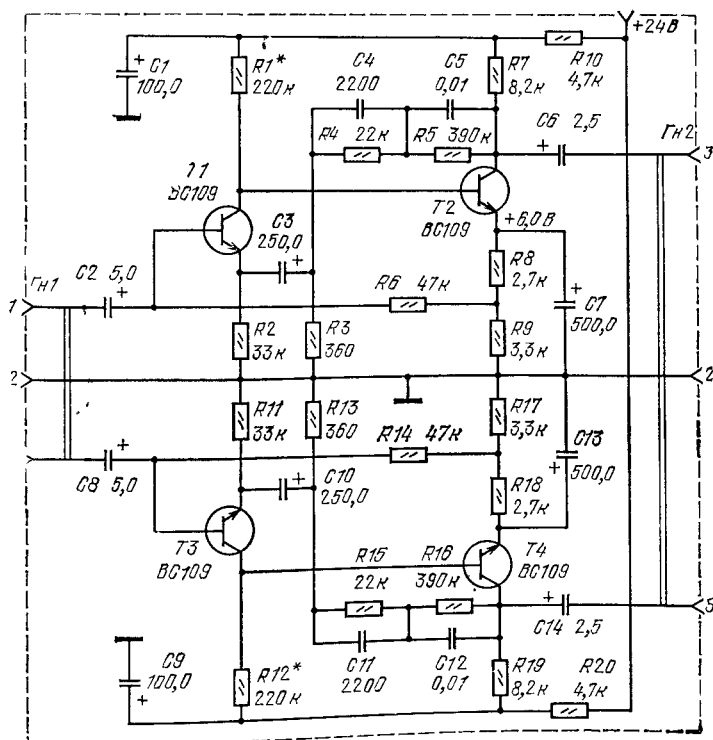 +24В
C1
100,0
R1*
220к
C4
2200
C5
0,01
R7
8,2к
R10
4,7к
R4 22к
R5 390к
C6 2,5
Гн2
3
T1
BC109
C3
250,0
T2
BC109
+6,0В
Гн1
C2 5,0
1
R6 47к
R8
2,7к
C7
500,0
R2
33к
R3
360
R9
3,3к
2
2
R11
33к
R13
360
R14 47к
R17
3,3к
C13
500,0
C8 5,0
C10
250,0
R18
2,7к
T3
BC109
R15
22к
R16
390к
T4
BC109
5
C14 2,5
C9
100,0
R12*
220к
C11
2200
C12
0,01
R19
8,2к
R20
4,7к